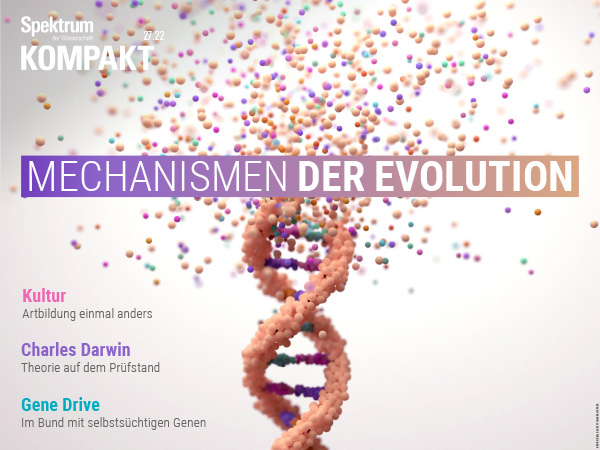 Spektrum
der Wissenschaft
27.22
KOMPAKT
MECHANISMEN DER EVOLUTION
Kultur
Artbildung einmal anders
Charles Darwin
Theorie auf dem Prüfstand
Gene Drive
Im Bund mit selbstsüchtigen Genen